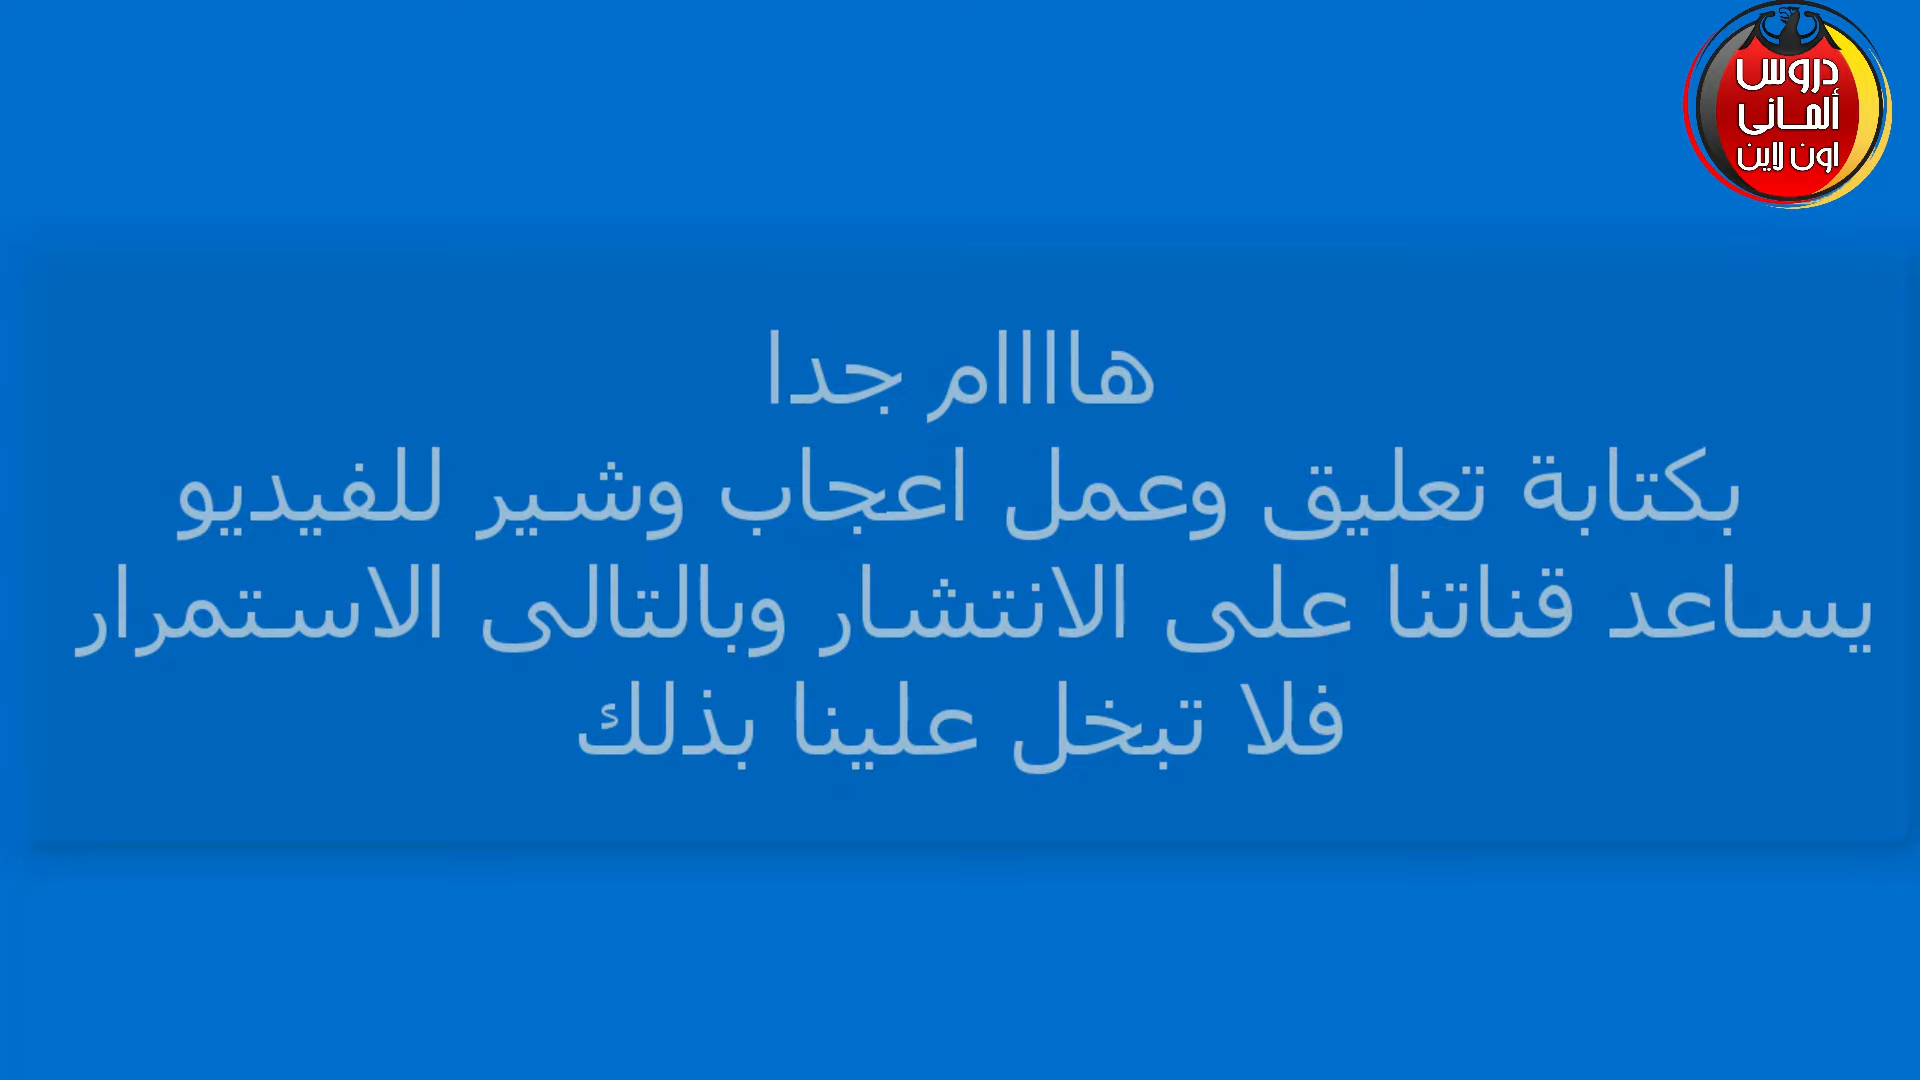 دروس
ألمانى
اون لاين
هاااام جدا
بكتابة تعليق وعمل اعجاب وشير للفيديو
يساعد قناتنا على الانتشار وبالتالى الاستمرار
فلا تبخل علينا بذلك